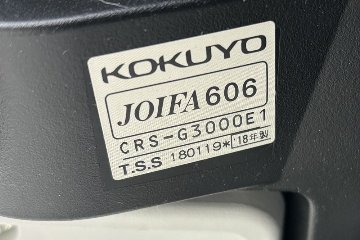 KOKUYO
JOIFA 606
CRS-G3000E1
T.S.S 180119* '18年製